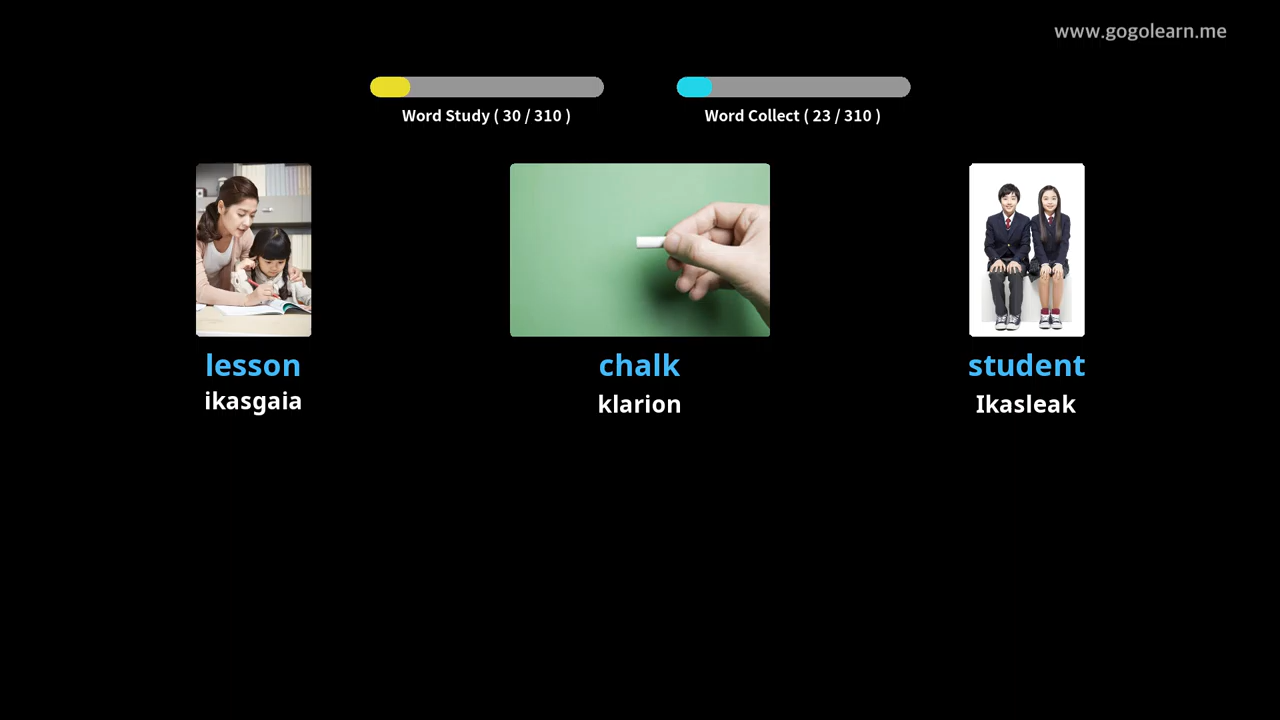 www.gogolearn.me
Word Study ( 30 / 310 )
Word Collect ( 23 / 310 )
lesson
ikasgaia
chalk
klarion
student
Ikasleak